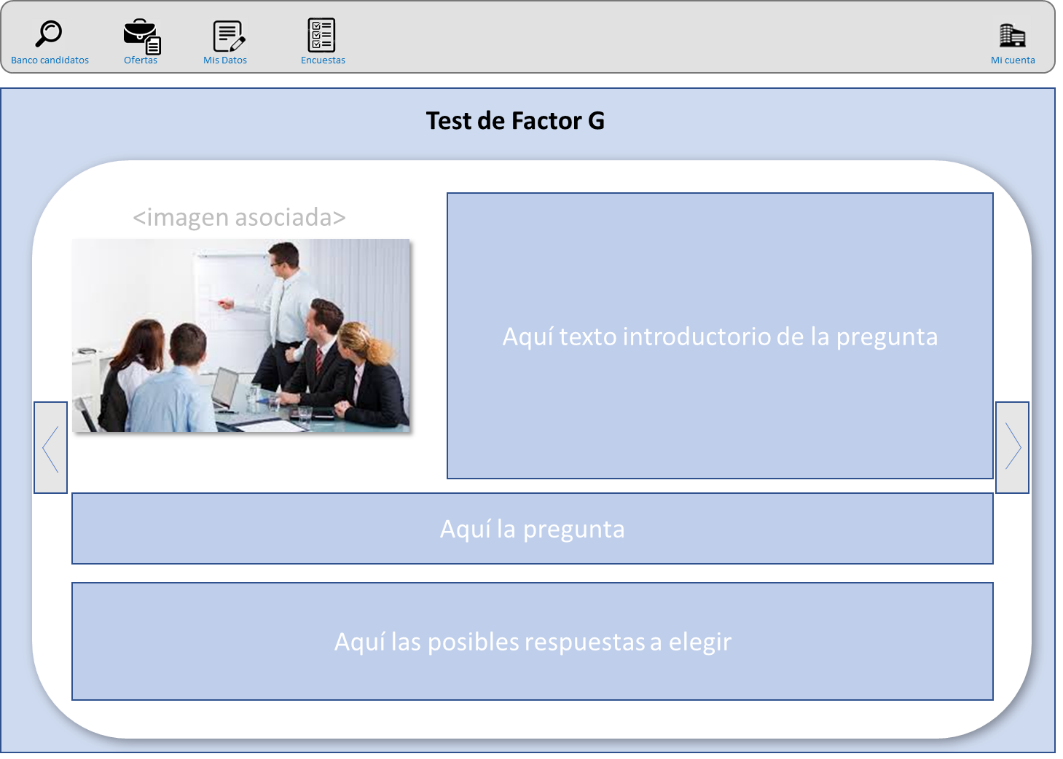 Banco candidatos
Ofertas
Mis Datos
Encuestas
Mi cuenta
Test de Factor G
<imagen asociada>
Aquí texto introductorio de la pregunta
Aquí la pregunta
Aquí las posibles respuestas a elegir